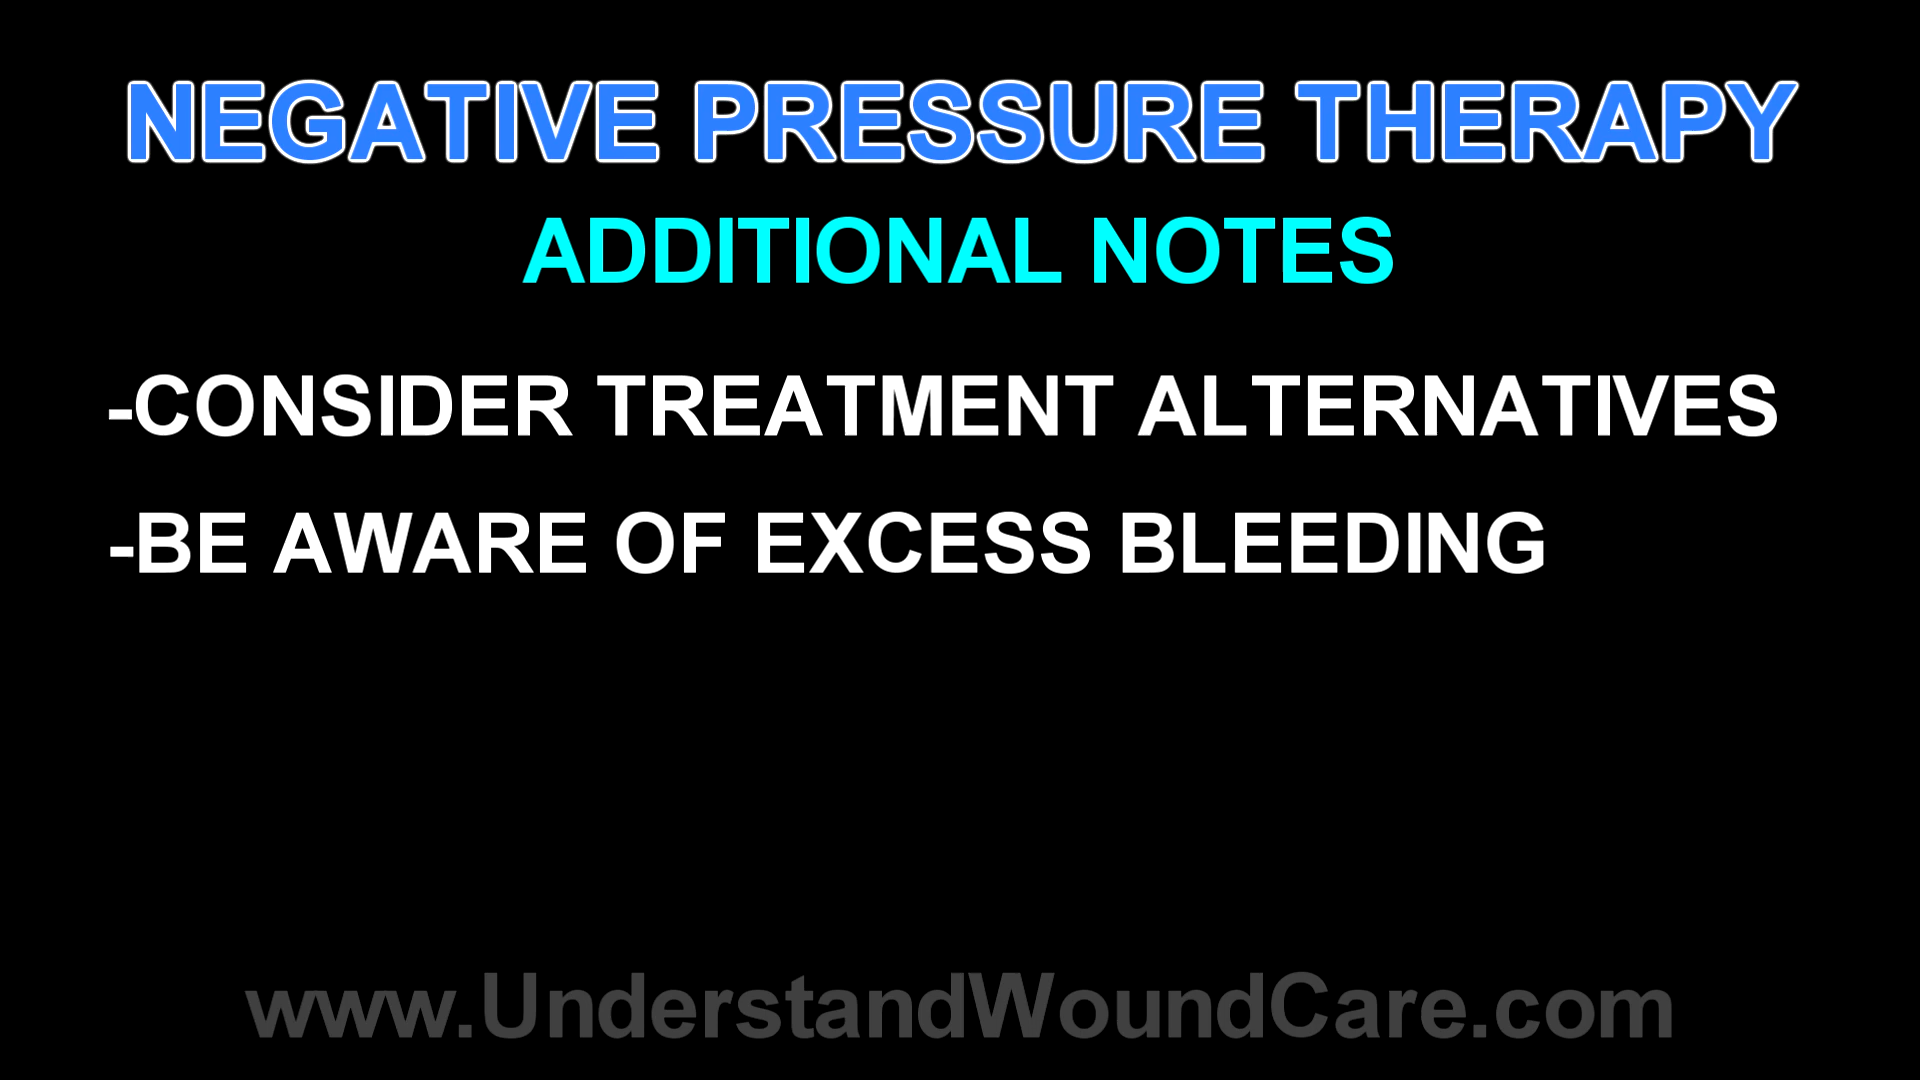 NEGATIVE PRESSURE THERAPY
ADDITIONAL NOTES
-CONSIDER TREATMENT ALTERNATIVES
-BE AWARE OF EXCESS BLEEDING
www.UnderstandWoundCare.com